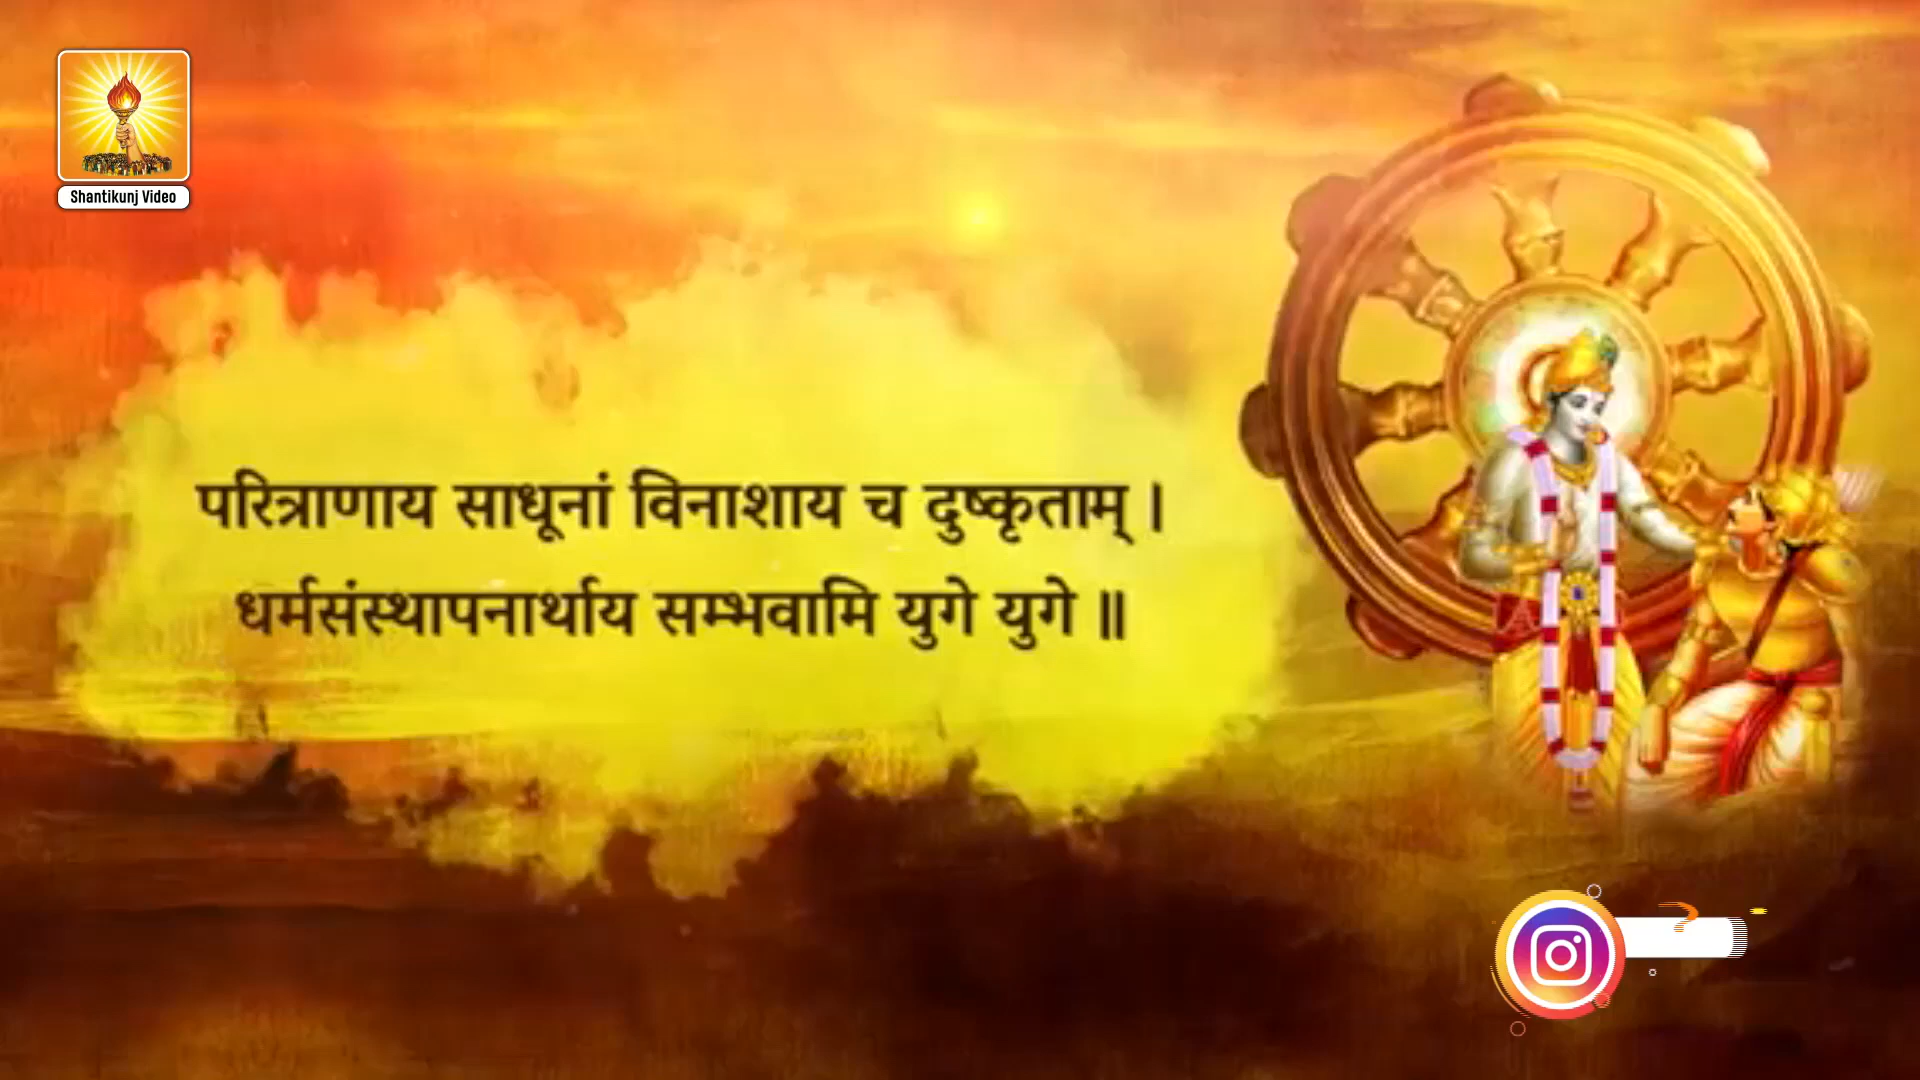 Shantikunj Video
परित्राणाय साधूनां विनाशाय च दुष्कृताम् ।
धर्मसंस्थापनार्थाय सम्भवामि युगे युगे ॥